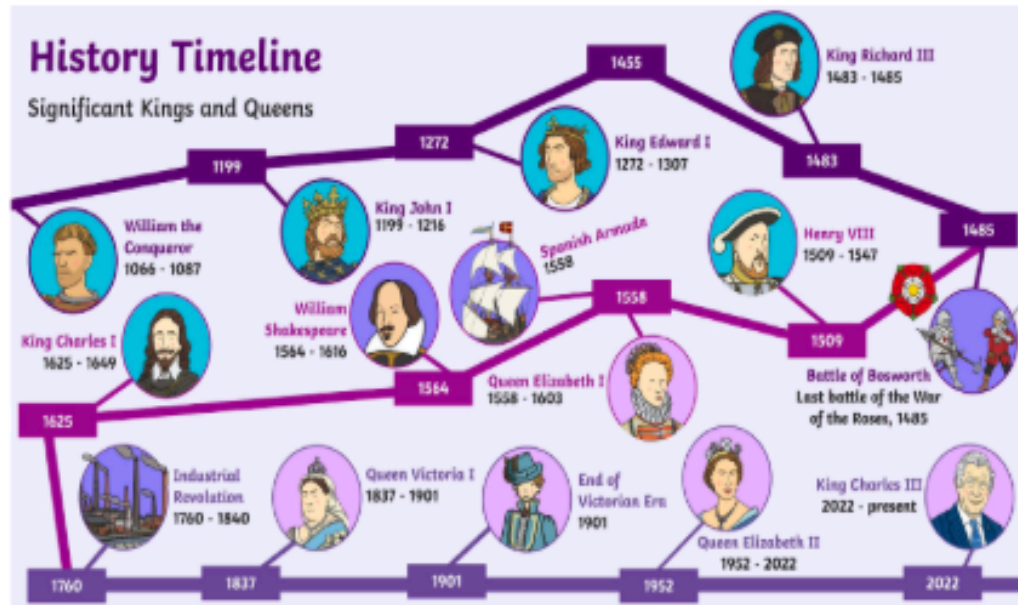 History Timeline
Significant Kings and Queens
1199
1272
1455
1483
1485
William the
Conqueror
1066 - 1087
King John I
1199 - 1216
King Edward I
1272 - 1307
King Richard III
1483 - 1485
Battle of Bosworth
Last battle of the War
of the Roses, 1485
1509
Henry VIII
1509 - 1547
1558
Spanish Armada
1558
Queen Elizabeth I
1558 - 1603
1564
William
Shakespeare
1564 - 1616
1625
King Charles I
1625 - 1649
1760
Industrial
Revolution
1760 - 1840
1837
Queen Victoria I
1837 - 1901
1901
End of
Victorian Era
1901
1952
Queen Elizabeth II
1952 - 2022
2022
King Charles III
2022 - present